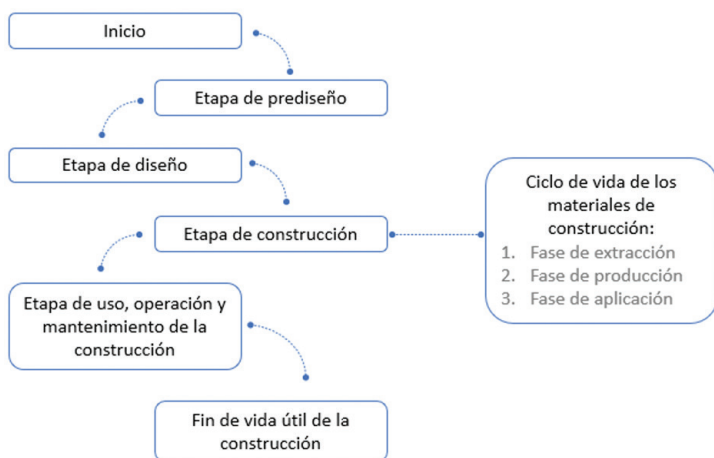 Inicio
Etapa de prediseño
Etapa de diseño
Etapa de construcción
Ciclo de vida de los
materiales de
construcción:
1. Fase de extracción
2. Fase de producción
3. Fase de aplicación
Etapa de uso, operación y
mantenimiento de la
construcción
Fin de vida útil de la
construcción